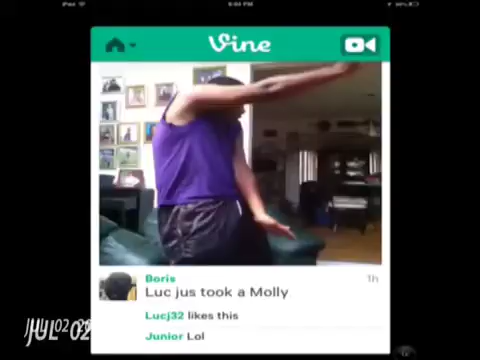 Vine
Boris
1h
Luc jus took a Molly
Lucj32 likes this
Junior Lol
JUL 02